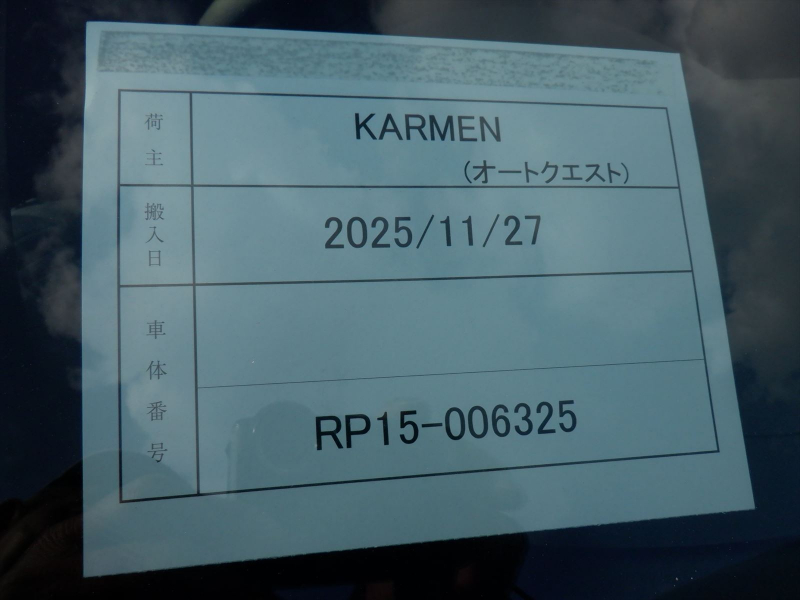 荷主
KARMEN
(オートクエスト)
搬入日
2025/11/27
車体番号
RP15-006325